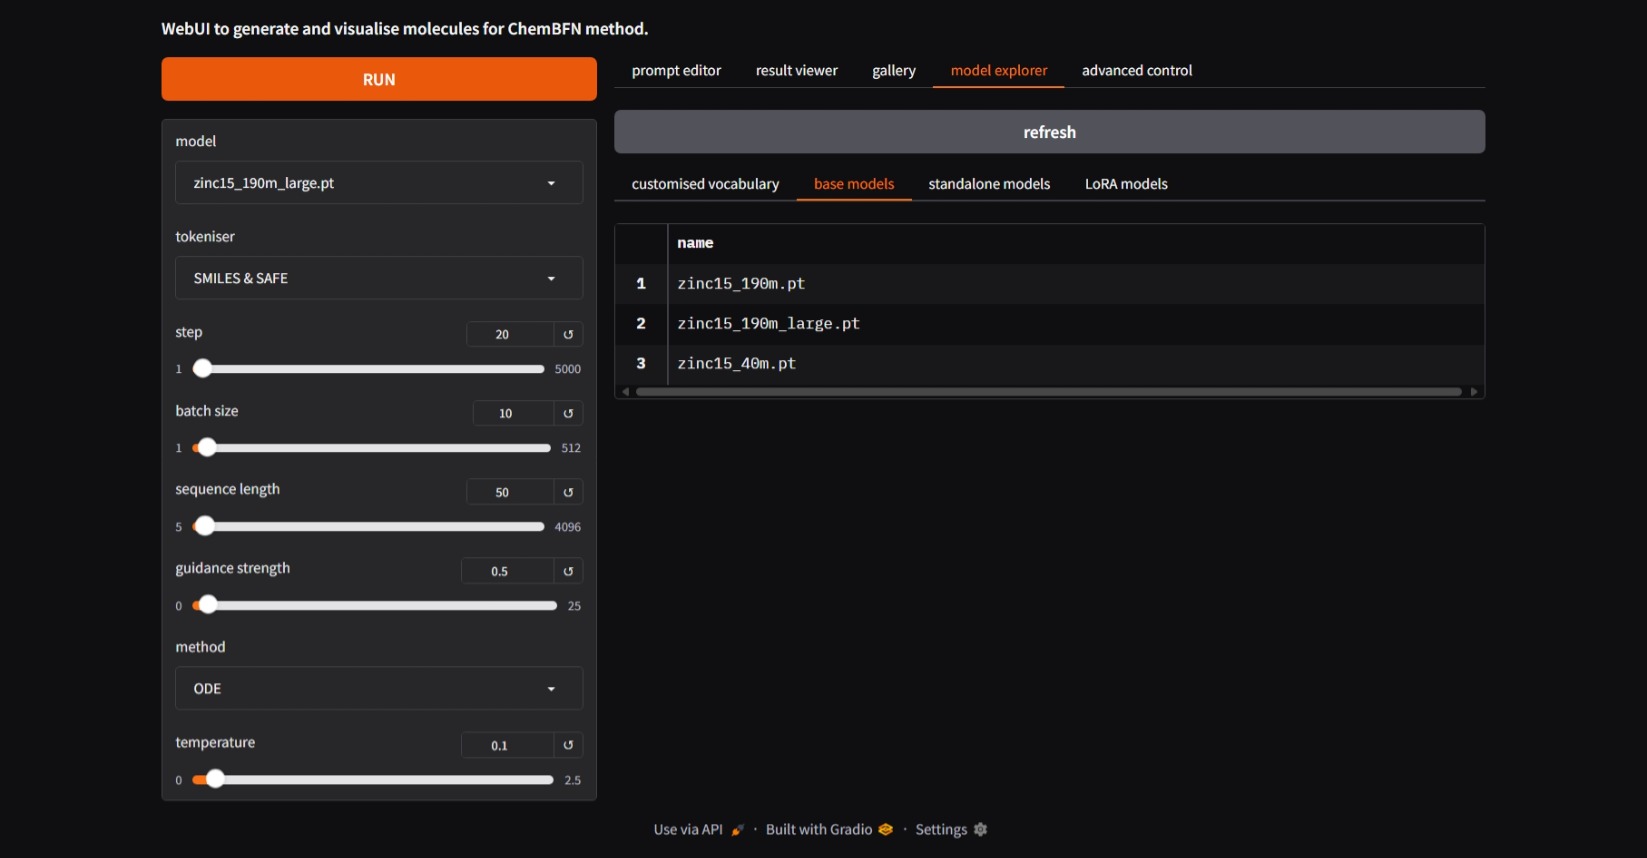 WebUI to generate and visualise molecules for ChemBFN method.
RUN
model
zinc15_190m_large.pt
tokeniser
SMILES & SAFE
step
20
1
5000
batch size
10
1
512
sequence length
50
5
4096
guidance strength
0.5
0
25
method
ODE
temperature
0.1
0
2.5
prompt editor
result viewer
gallery
model explorer
advanced control
refresh
customised vocabulary
base models
standalone models
LoRA models
name
1 zinc15_190m.pt
2 zinc15_190m_large.pt
3 zinc15_40m.pt
Use via API · Built with Gradio · Settings